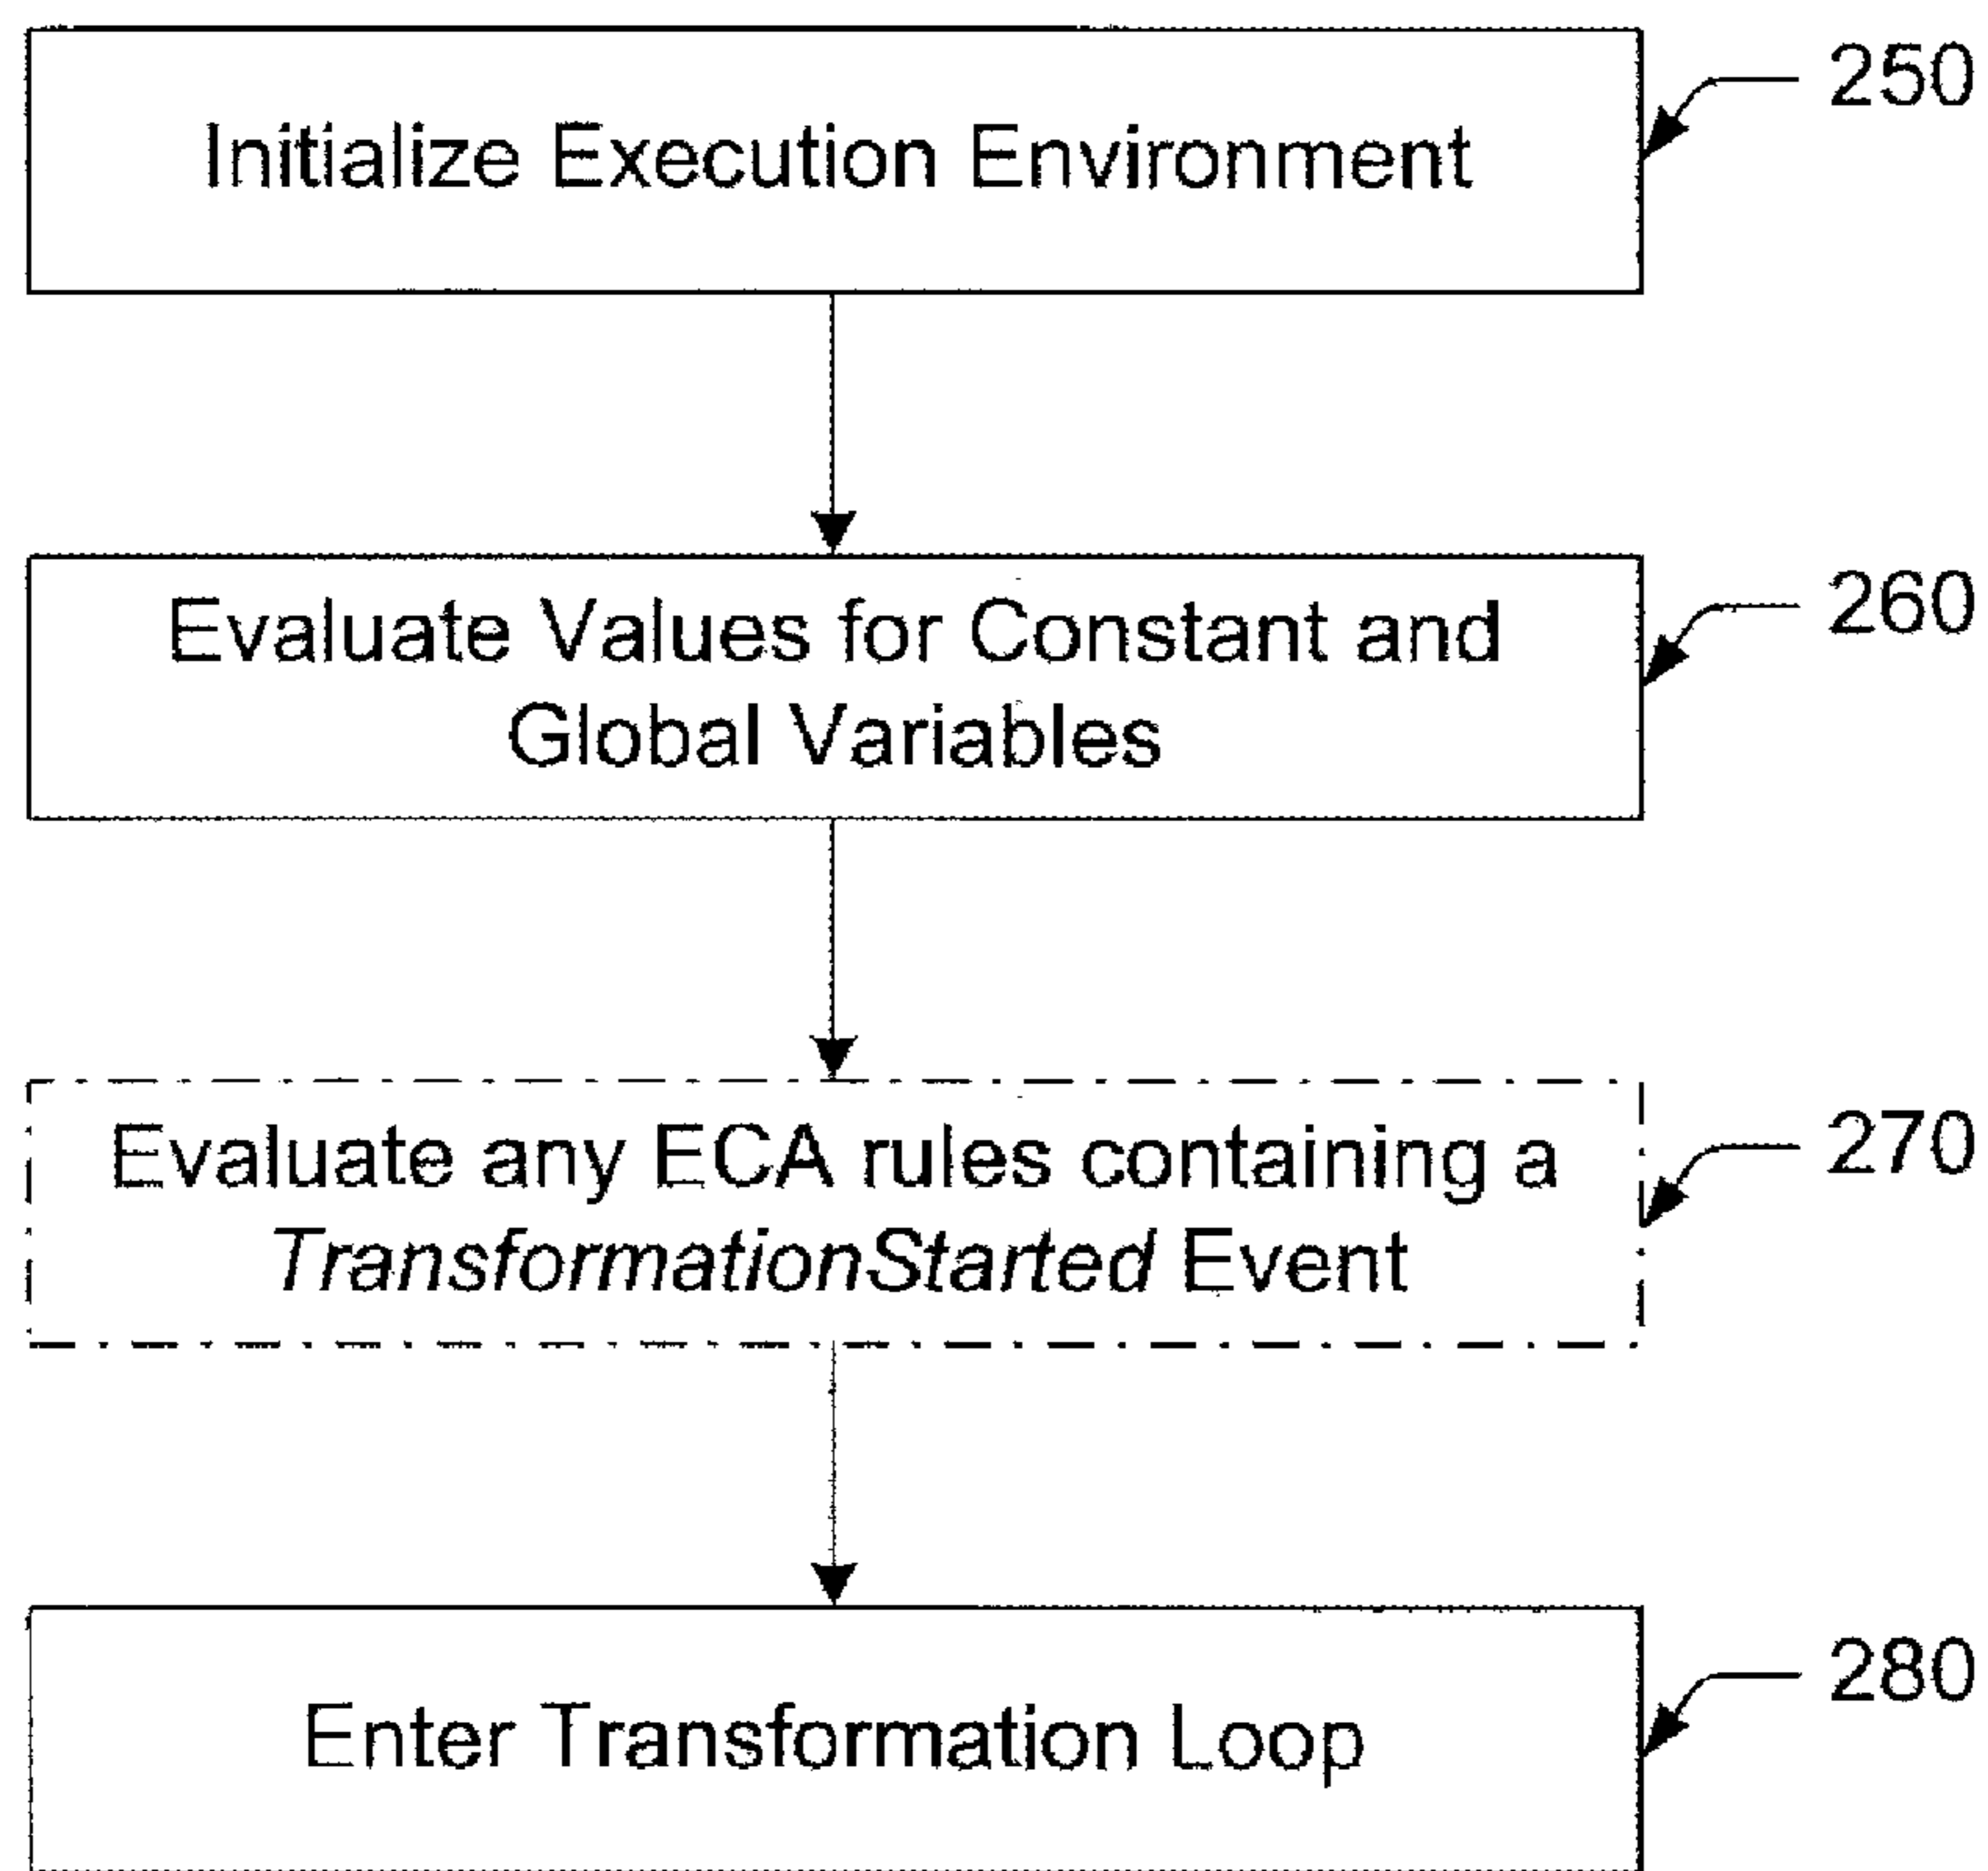 Initialize Execution Environment
250
Evaluate Values for Constant and
Global Variables
260
Evaluate any ECA rules containing a
TransformationStarted Event
270
Enter Transformation Loop
280